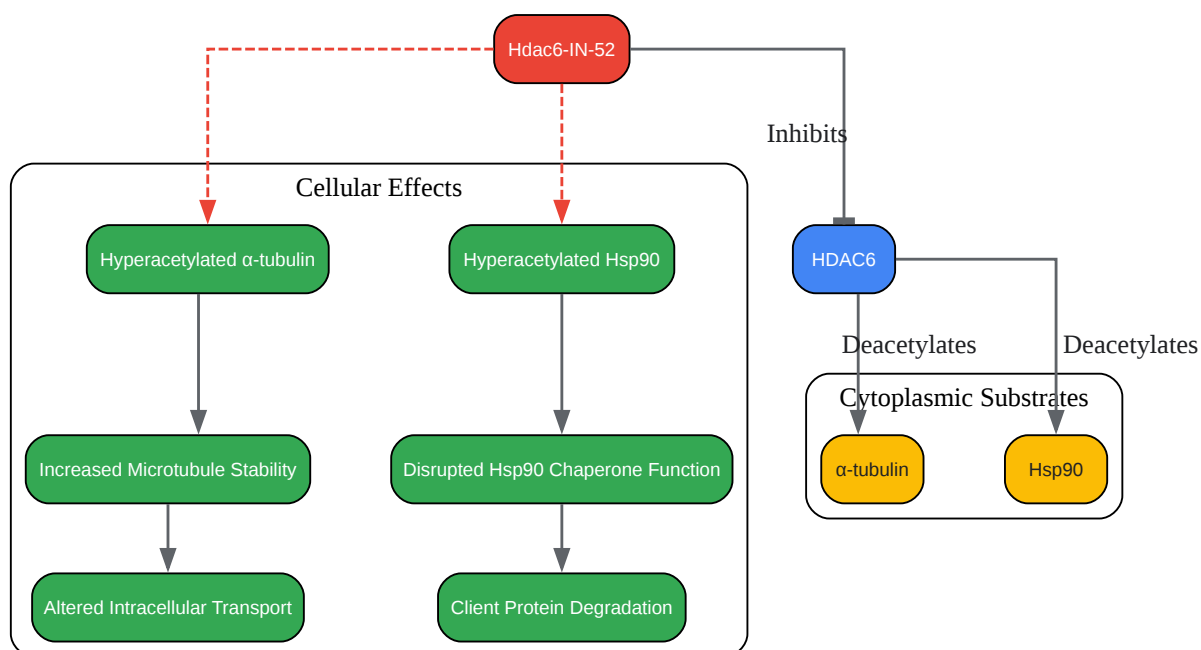 Hdac6-IN-52
Inhibits
Cellular Effects
Hyperacetylated α-tubulin
Hyperacetylated Hsp90
HDAC6
Deacetylates
Deacetylates
Cytoplasmic Substrates
Increased Microtubule Stability
Disrupted Hsp90 Chaperone Function
α-tubulin
Hsp90
Altered Intracellular Transport
Client Protein Degradation